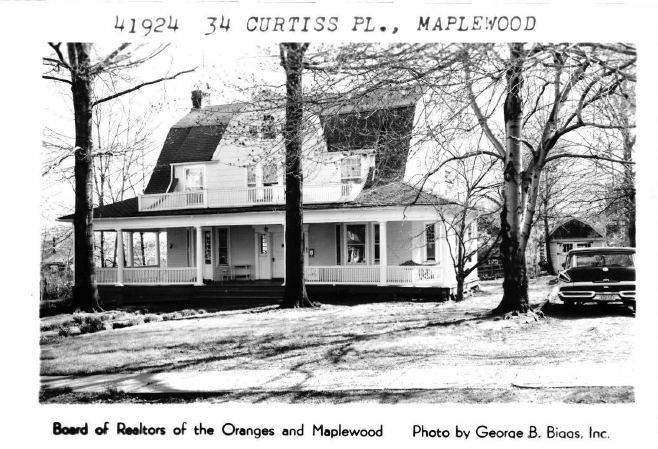 41924 34 CURTISS PL., MAPLEWOOD
Board of Realtors of the Oranges and Maplewood Photo by George B. Biggs, Inc.